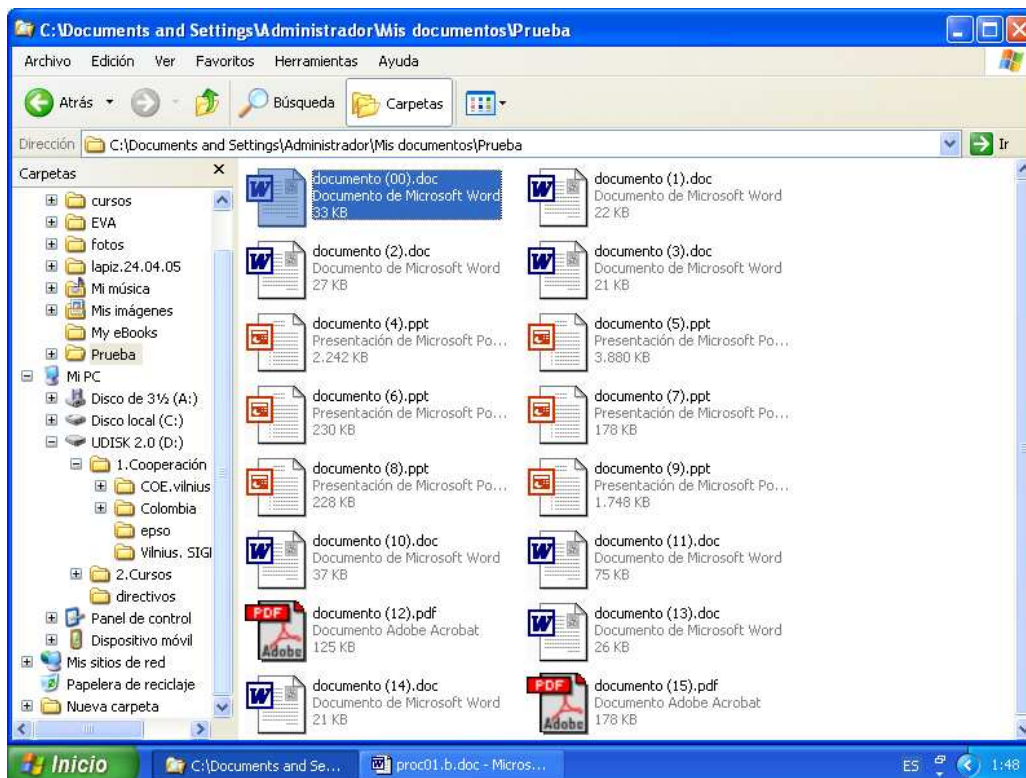 C:\Documents and Settings\Administrador\Mis documentos\Prueba
Archivo Edición Ver Favoritos Herramientas Ayuda
Atrás Búsqueda Carpetas
Dirección C:\Documents and Settings\Administrador\Mis documentos\Prueba Ir
Carpetas
cursos
EVA
fotos
lapiz.24.04.05
Mi música
Mis imágenes
My eBooks
Prueba
Mi PC
Disco de 3½ (A:)
Disco local (C:)
UDISK 2.0 (D:)
1.Cooperación
COE.vilnius
Colombia
epso
Vilnius. SIGI
2.Cursos
directivos
Panel de control
Dispositivo móvil
Mis sitios de red
Papelera de reciclaje
Nueva carpeta
documento (00).doc
Documento de Microsoft Word
33 KB
documento (1).doc
Documento de Microsoft Word
22 KB
documento (2).doc
Documento de Microsoft Word
27 KB
documento (3).doc
Documento de Microsoft Word
21 KB
documento (4).ppt
Presentación de Microsoft Po...
2.242 KB
documento (5).ppt
Presentación de Microsoft Po...
3.880 KB
documento (6).ppt
Presentación de Microsoft Po...
230 KB
documento (7).ppt
Presentación de Microsoft Po...
178 KB
documento (8).ppt
Presentación de Microsoft Po...
228 KB
documento (9).ppt
Presentación de Microsoft Po...
1.748 KB
documento (10).doc
Documento de Microsoft Word
37 KB
documento (11).doc
Documento de Microsoft Word
75 KB
PDF
Adobe
documento (12).pdf
Documento Adobe Acrobat
125 KB
documento (13).doc
Documento de Microsoft Word
26 KB
documento (14).doc
Documento de Microsoft Word
21 KB
PDF
Adobe
documento (15).pdf
Documento Adobe Acrobat
178 KB
Inicio C:\Documents and Se... proc01.b.doc - Micros... ES 1:48